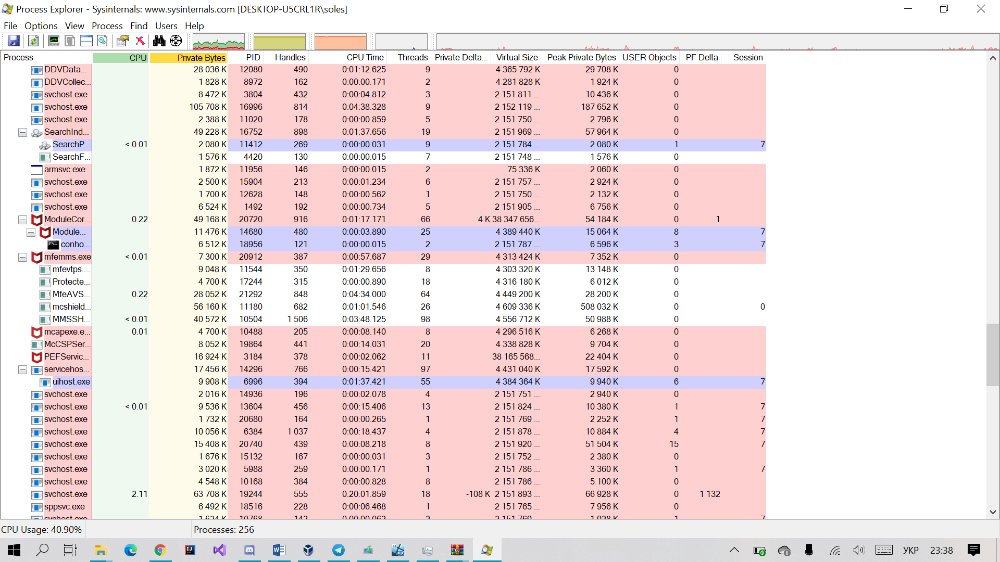 Process Explorer - Sysinternals: www.sysinternals.com [DESKTOP-U5CRL1R\soles]
File Options View Process Find Users Help
Process CPU Private Bytes PID Handles CPU Time Threads Private Delta... Virtual Size Peak Private Bytes USER Objects PF Delta Session
DDVData... 28 036 K 12080 490 0:01:12.625 9 4 365 792 K 29 708 K 0
DDVCollec... 1 828 K 8972 162 0:00:00.171 2 4 281 828 K 1 924 K 0
svchost.exe 8 472 K 3804 432 0:00:04.812 3 2 151 811 ... 10 436 K 0
svchost.exe 105 708 K 16996 814 0:04:38.328 9 2 152 119 ... 187 652 K 0
svchost.exe 2 388 K 11020 178 0:00:00.859 5 2 151 750 ... 2 796 K 0
SearchInd... 49 228 K 16752 898 0:01:37.656 19 2 151 969 ... 57 964 K 0
SearchP... < 0.01 2 080 K 11412 269 0:00:00.031 9 2 151 784 ... 2 080 K 1 7
SearchF... 1 576 K 4420 130 0:00:00.015 7 2 151 748 ... 1 576 K 0
armsvc.exe 1 872 K 11956 146 0:00:00.015 2 75 336 K 2 060 K 0
svchost.exe 2 500 K 15904 213 0:00:01.234 6 2 151 757 ... 2 924 K 0
svchost.exe 1 700 K 12628 148 0:00:00.562 1 2 151 750 ... 2 132 K 0
svchost.exe 6 524 K 1492 192 0:00:00.734 5 2 151 905 ... 6 756 K 0
ModuleCor... 0.22 49 168 K 20720 916 0:01:17.171 66 4 K 38 347 656... 54 184 K 0 1
Module... 11 476 K 14680 480 0:00:03.890 25 4 389 440 K 15 064 K 8 7
conho... 6 512 K 18956 121 0:00:00.015 2 2 151 787 ... 6 596 K 3 7
mfemms.exe < 0.01 7 300 K 20912 387 0:00:57.687 29 4 313 424 K 7 352 K 0
mfevtps.... 9 048 K 11544 350 0:01:29.656 8 4 303 320 K 13 148 K 0
Protecte... 4 700 K 17244 315 0:00:00.890 18 4 316 180 K 6 012 K 0
MfeAVS... 0.22 28 052 K 21292 848 0:04:34.000 64 4 449 200 K 28 200 K 0
mcshield... 56 160 K 11180 682 0:01:01.546 26 4 609 336 K 508 032 K 0 0
MMSSH... < 0.01 40 572 K 10504 1 506 0:03:48.125 98 4 556 712 K 50 988 K 0
mcapexe.e... 0.01 4 700 K 10488 205 0:00:08.140 8 4 296 516 K 6 268 K 0
McCSPSer... 8 052 K 19864 441 0:00:14.031 20 4 338 828 K 9 704 K 0
PEFServic... 16 924 K 3184 378 0:00:02.062 11 38 165 568... 22 404 K 0
servicehos... 17 456 K 14296 766 0:00:15.421 97 4 431 040 K 17 592 K 0
uihost.exe 9 908 K 6996 394 0:01:37.421 55 4 384 364 K 9 940 K 6 7
svchost.exe 2 016 K 14936 196 0:00:02.078 4 2 151 751 ... 2 940 K 0
svchost.exe < 0.01 9 536 K 13604 456 0:00:15.406 13 2 151 824 ... 10 380 K 1 7
svchost.exe 1 732 K 20680 164 0:00:00.265 1 2 151 769 ... 2 252 K 1 7
svchost.exe 10 056 K 6384 1 037 0:00:18.437 4 2 151 878 ... 10 884 K 4 7
svchost.exe 15 408 K 20740 439 0:00:08.218 8 2 151 920 ... 51 504 K 15 7
svchost.exe 1 676 K 15132 167 0:00:00.031 3 2 151 752 ... 2 380 K 0
svchost.exe 3 020 K 5988 259 0:00:00.171 1 2 151 786 ... 3 360 K 1 7
svchost.exe 4 548 K 10168 384 0:00:00.828 8 2 151 786 ... 5 100 K 0
svchost.exe 2.11 63 708 K 19244 555 0:20:01.859 18 -108 K 2 151 893 ... 66 928 K 0 1 132
sppsvc.exe 6 492 K 18516 228 0:00:06.468 1 2 151 765 ... 7 956 K 0
svchost.exe 1 624 K 10768 142 0:00:00.062 2 2 151 769 ... 1 928 K 1 7
CPU Usage: 40.90% Processes: 256
УКР 23:38